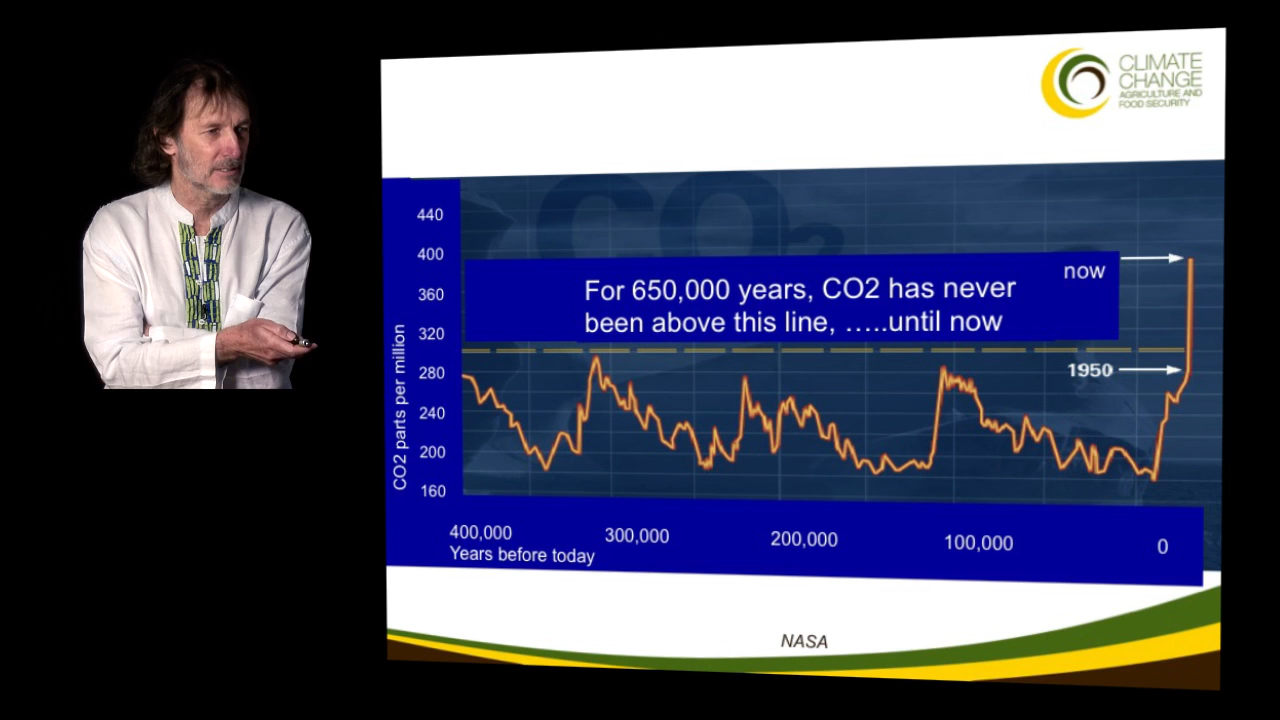 CLIMATE
CHANGE
AGRICULTURE AND
FOOD SECURITY
CO2
440
400
360
320
280
240
200
160
CO2 parts per million
For 650,000 years, CO2 has never
been above this line, .....until now
now
1950
400,000
300,000
200,000
100,000
0
Years before today
NASA